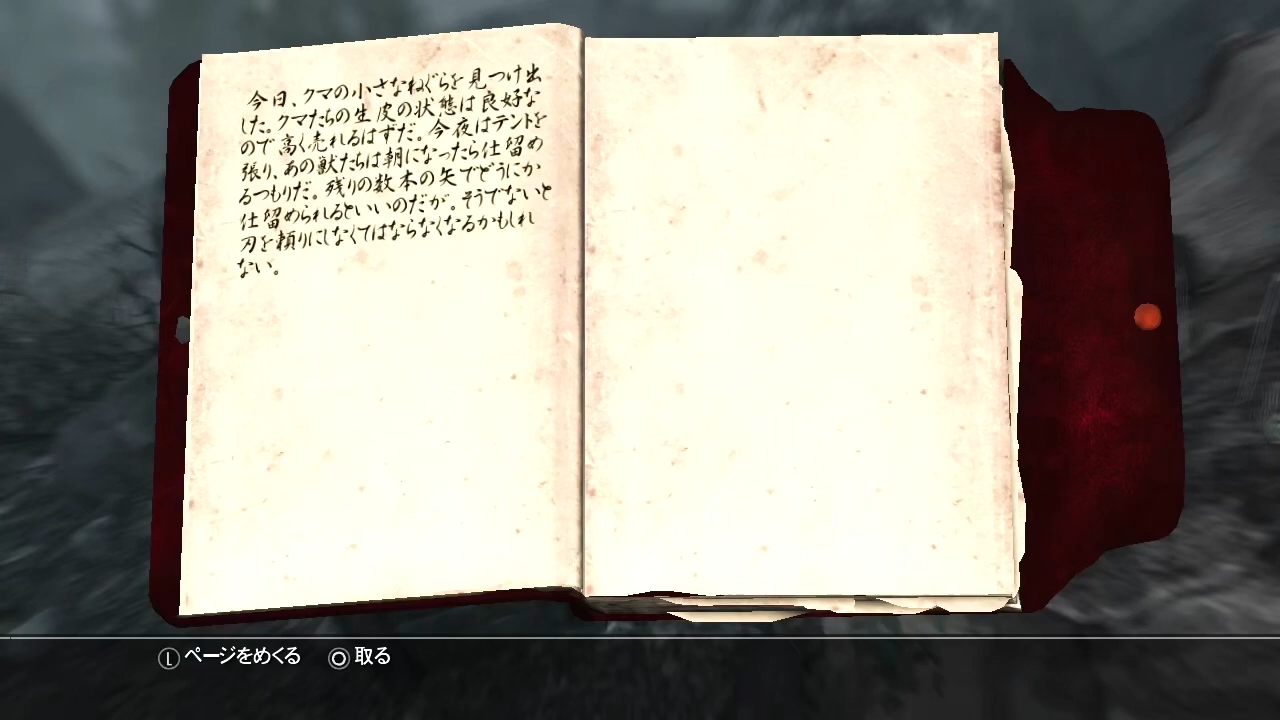 今日、クマの小さなねぐらを見つけ出
した。クマたちの生皮の状態は良好な
ので高く売れるはずだ。今夜はテントを
張り、あの獣たちは朝になったら仕留め
るつもりだ。残りの数本の矢でどうにか
仕留められるといいのだが。そうでないと
刃を頼りにしなくてはならなくなるかもしれ
ない。
L ページをめくる ○ 取る